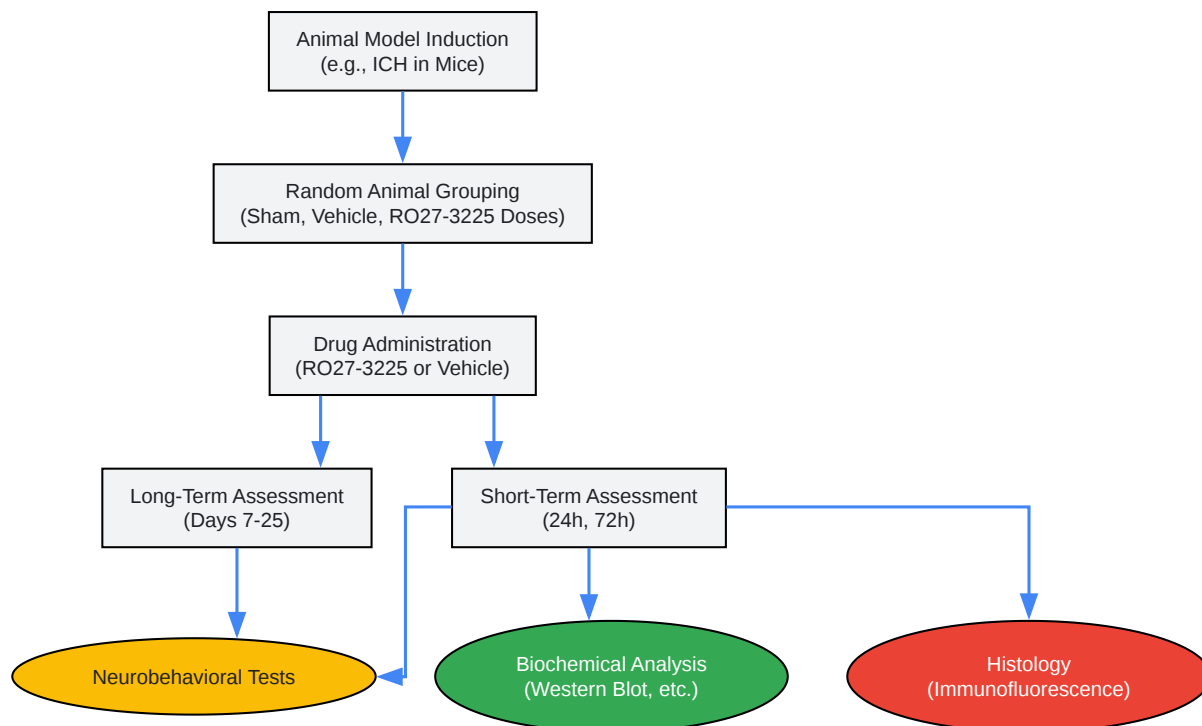 Animal Model Induction
(e.g., ICH in Mice)
Random Animal Grouping
(Sham, Vehicle, RO27-3225 Doses)
Drug Administration
(RO27-3225 or Vehicle)
Long-Term Assessment
(Days 7-25)
Short-Term Assessment
(24h, 72h)
Neurobehavioral Tests
Biochemical Analysis
(Western Blot, etc.)
Histology
(Immunofluorescence)